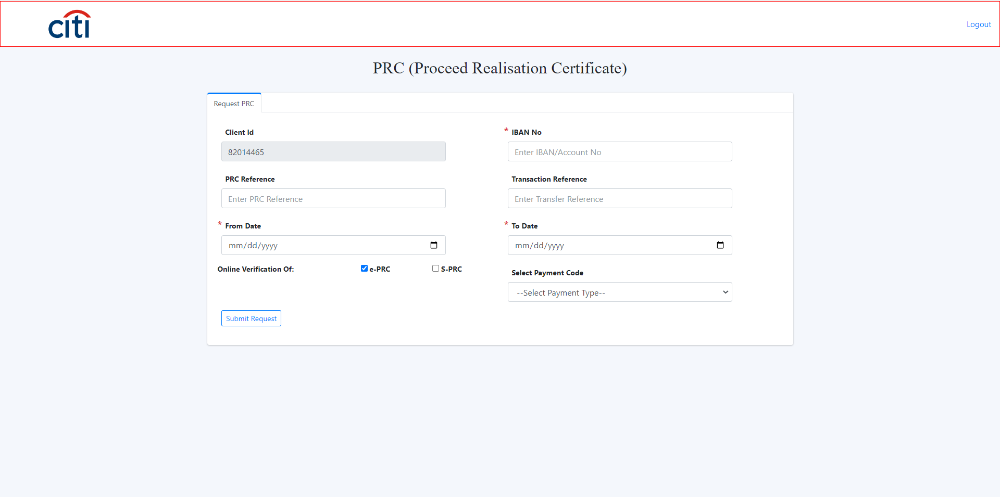 citi
Logout
PRC (Proceed Realisation Certificate)
Request PRC
Client Id
* IBAN No
82014465
Enter IBAN/Account No
PRC Reference
Transaction Reference
Enter PRC Reference
Enter Transfer Reference
* From Date
* To Date
mm/dd/yyyy
mm/dd/yyyy
Online Verification Of:
e-PRC
S-PRC
Select Payment Code
--Select Payment Type--
Submit Request